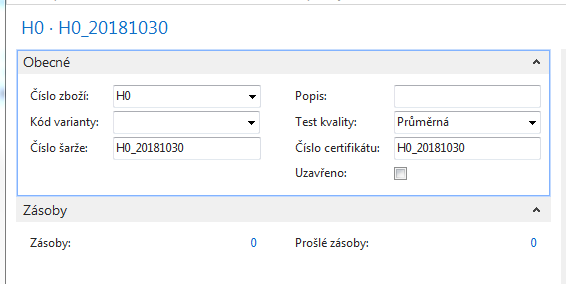 H0 · H0_20181030
Obecné
Číslo zboží: H0 Popis:
Kód varianty: Test kvality: Průměrná
Číslo šarže: H0_20181030 Číslo certifikátu: H0_20181030
Uzavřeno:
Zásoby
Zásoby: 0 Prošlé zásoby: 0